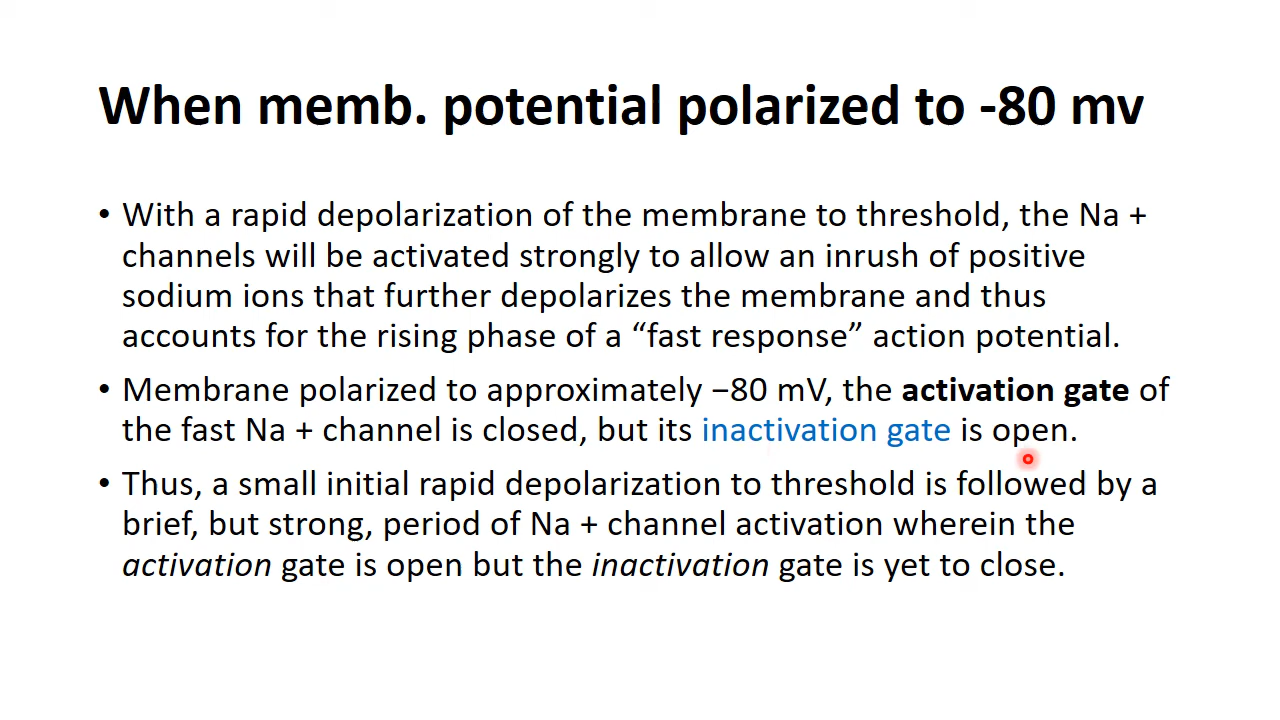 When memb. potential polarized to -80 mv
• With a rapid depolarization of the membrane to threshold, the Na +
channels will be activated strongly to allow an inrush of positive
sodium ions that further depolarizes the membrane and thus
accounts for the rising phase of a “fast response” action potential.
• Membrane polarized to approximately −80 mV, the activation gate of
the fast Na + channel is closed, but its inactivation gate is open.
• Thus, a small initial rapid depolarization to threshold is followed by a
brief, but strong, period of Na + channel activation wherein the
activation gate is open but the inactivation gate is yet to close.